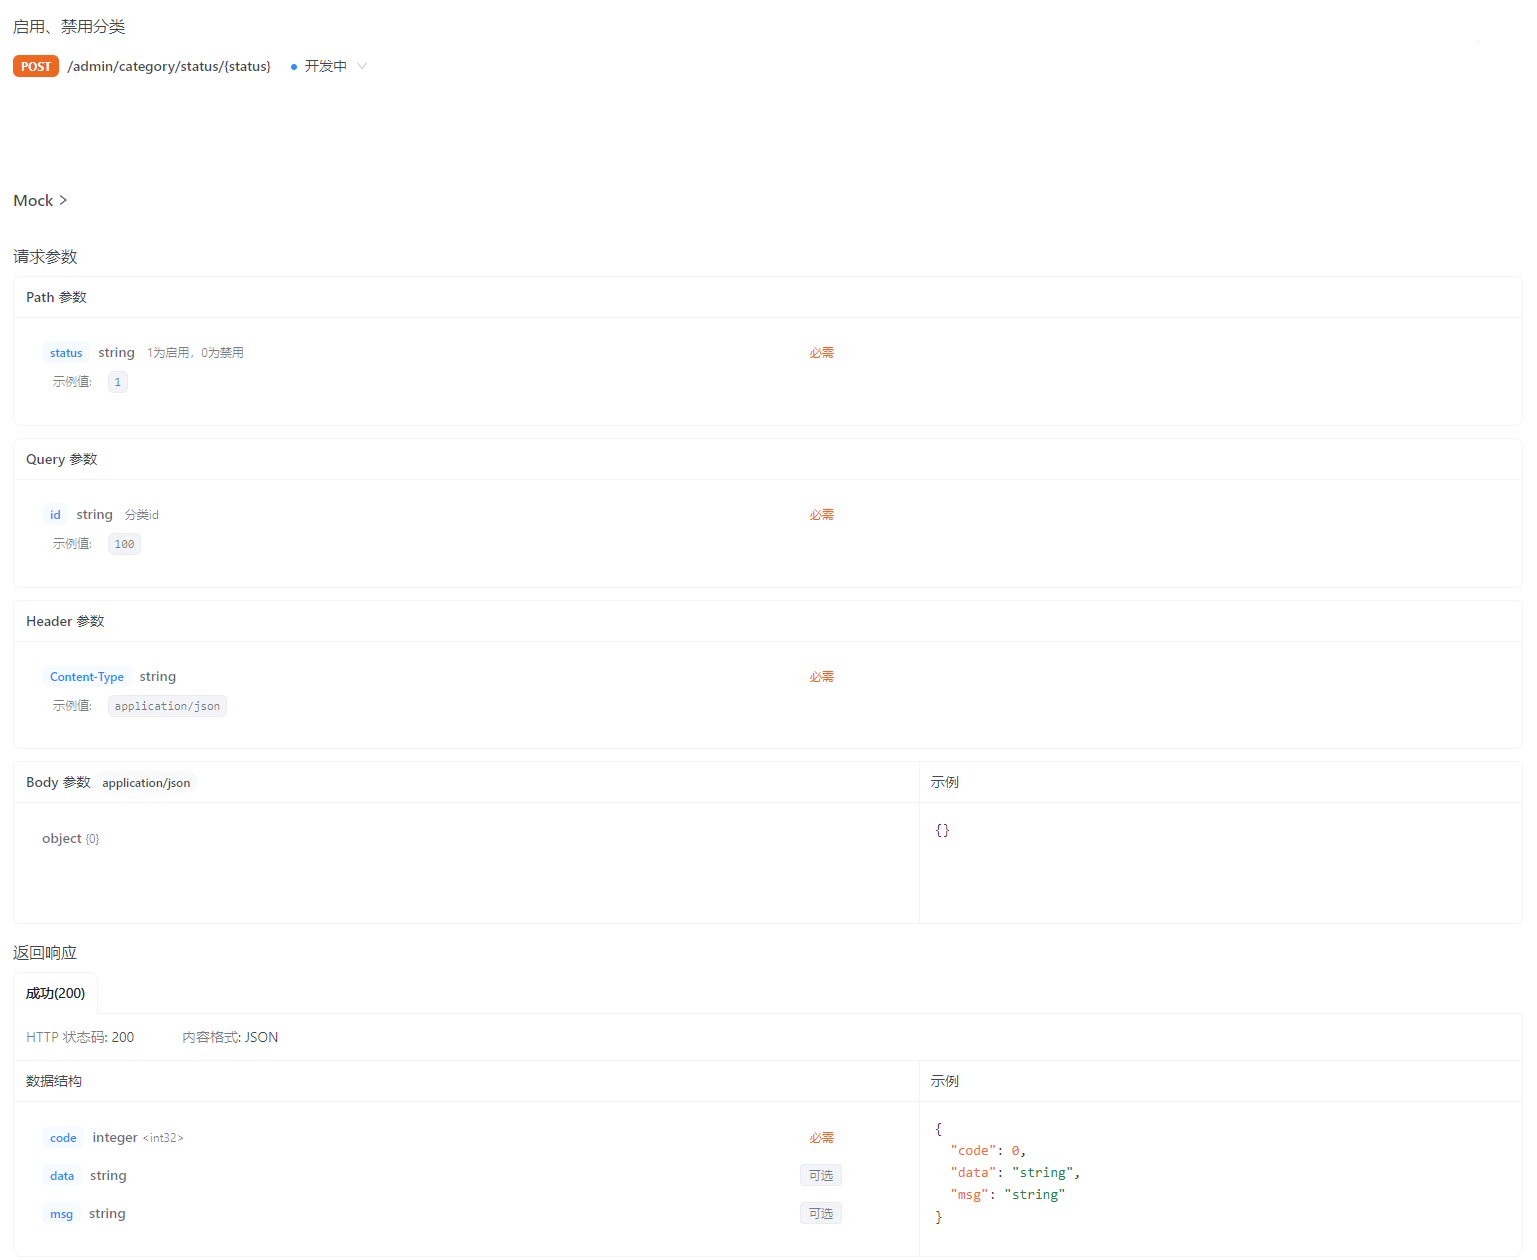 启用、禁用分类
POST /admin/category/status/{status} 开发中
Mock >
请求参数
Path 参数
status string 1为启用，0为禁用 必需
示例值: 1
Query 参数
id string 分类id 必需
示例值: 100
Header 参数
Content-Type string 必需
示例值: application/json
Body 参数 application/json 示例
object {0} {}
返回响应
成功(200)
HTTP 状态码: 200 内容格式: JSON
数据结构 示例
code integer <int32> 必需
data string 可选
msg string 可选
{
"code": 0,
"data": "string",
"msg": "string"
}